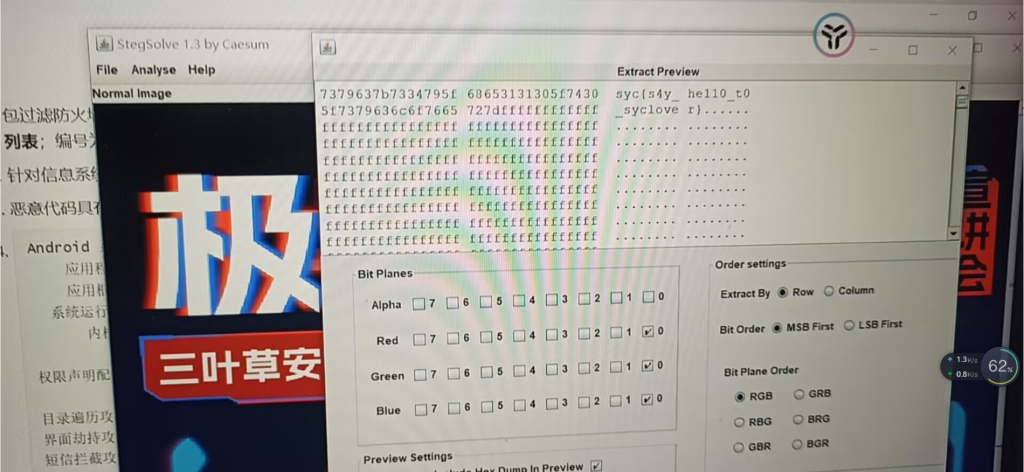 StegSolve 1.3 by Caesum
File Analyse Help
Normal Image
Extract Preview
7379637b7334795f 68653131305f7430 syc{s4y_ he110_t0
5f7379636c6f7665 727dffffffffffff _syclove r}......
ffffffffffffffff ffffffffffffffff ........ ........
ffffffffffffffff ffffffffffffffff ........ ........
ffffffffffffffff ffffffffffffffff ........ ........
ffffffffffffffff ffffffffffffffff ........ ........
ffffffffffffffff ffffffffffffffff ........ ........
ffffffffffffffff ffffffffffffffff ........ ........
ffffffffffffffff ffffffffffffffff ........ ........
ffffffffffffffff ffffffffffffffff ........ ........
包过滤防火
列表；编号
针对信息系
恶意代码具
Android
应用
应用
系统运行
内
权限声明配
目录遍历攻
界面劫持攻
短信拦截攻
极
三叶草安
讲
会
Bit Planes
Alpha 7 6 5 4 3 2 1 0
Red 7 6 5 4 3 2 1 0
Green 7 6 5 4 3 2 1 0
Blue 7 6 5 4 3 2 1 0
Preview Settings
Include Hex Dump In Preview
Order settings
Extract By Row Column
Bit Order MSB First LSB First
Bit Plane Order
RGB GRB
RBG BRG
GBR BGR
1.3K/s
0.8K/s
62%